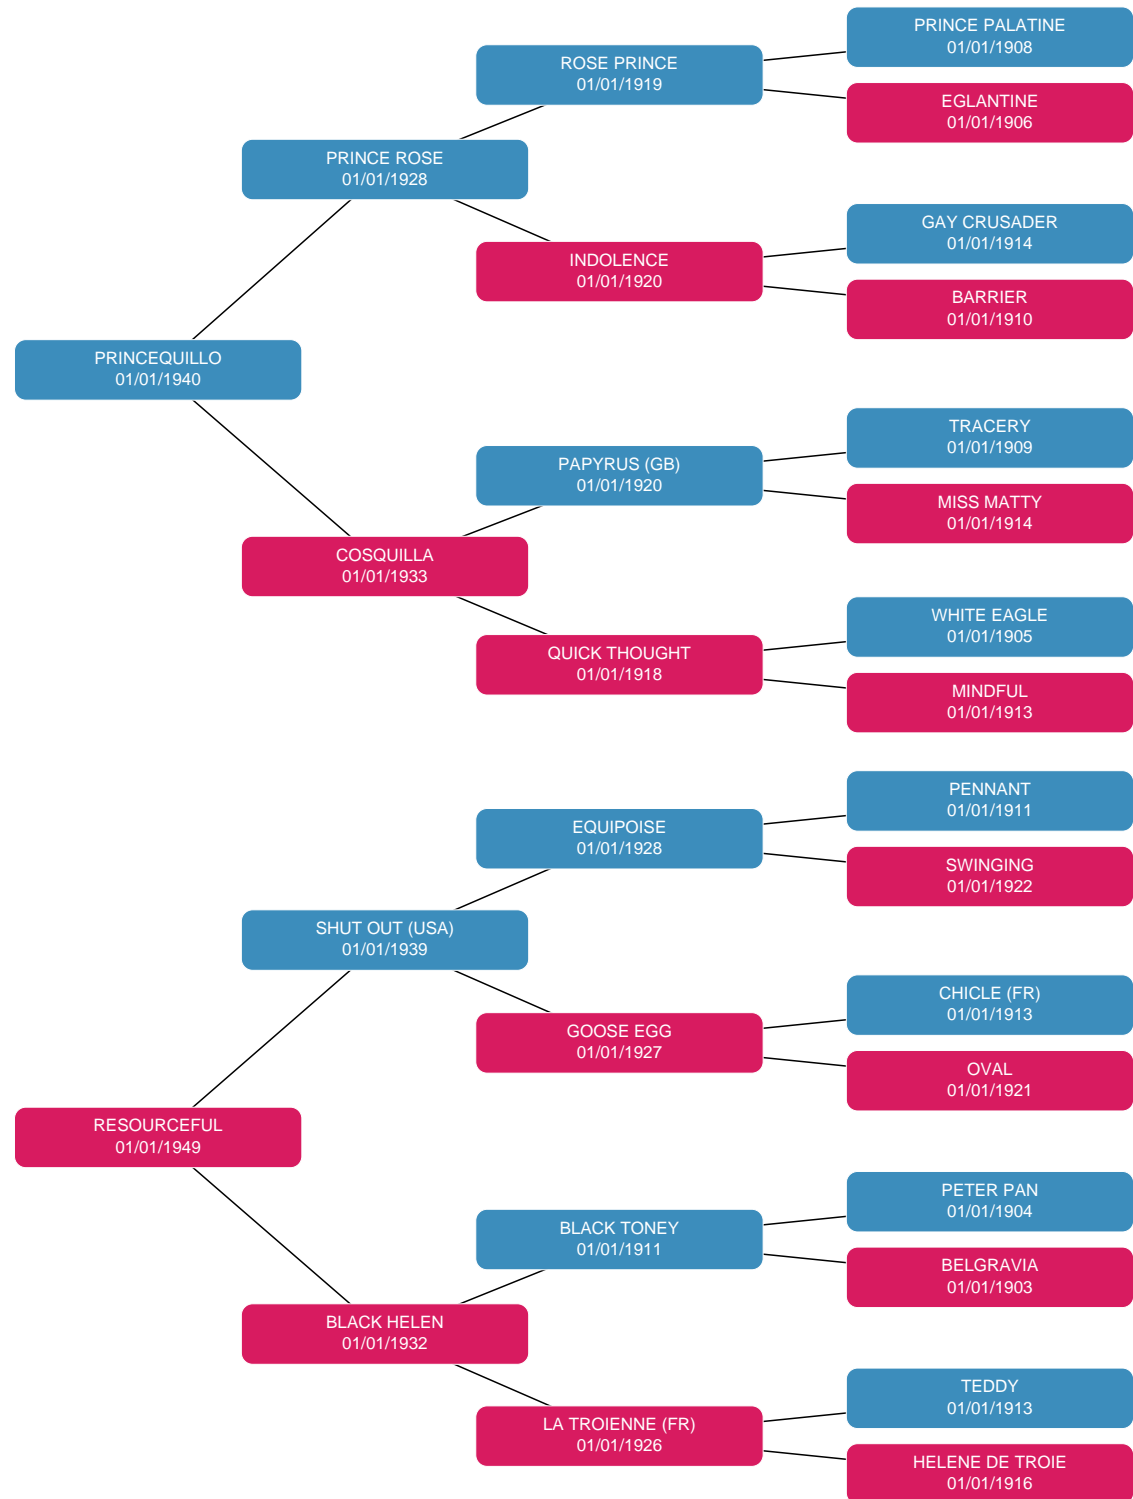 PRINCE PALATINE
01/01/1908
ROSE PRINCE
01/01/1919
EGLANTINE
01/01/1906
PRINCE ROSE
01/01/1928
GAY CRUSADER
01/01/1914
INDOLENCE
01/01/1920
BARRIER
01/01/1910
PRINCEQUILLO
01/01/1940
TRACERY
01/01/1909
PAPYRUS (GB)
01/01/1920
MISS MATTY
01/01/1914
COSQUILLA
01/01/1933
WHITE EAGLE
01/01/1905
QUICK THOUGHT
01/01/1918
MINDFUL
01/01/1913
PENNANT
01/01/1911
EQUIPOISE
01/01/1928
SWINGING
01/01/1922
SHUT OUT (USA)
01/01/1939
CHICLE (FR)
01/01/1913
GOOSE EGG
01/01/1927
OVAL
01/01/1921
RESOURCEFUL
01/01/1949
PETER PAN
01/01/1904
BLACK TONEY
01/01/1911
BELGRAVIA
01/01/1903
BLACK HELEN
01/01/1932
TEDDY
01/01/1913
LA TROIENNE (FR)
01/01/1926
HELENE DE TROIE
01/01/1916